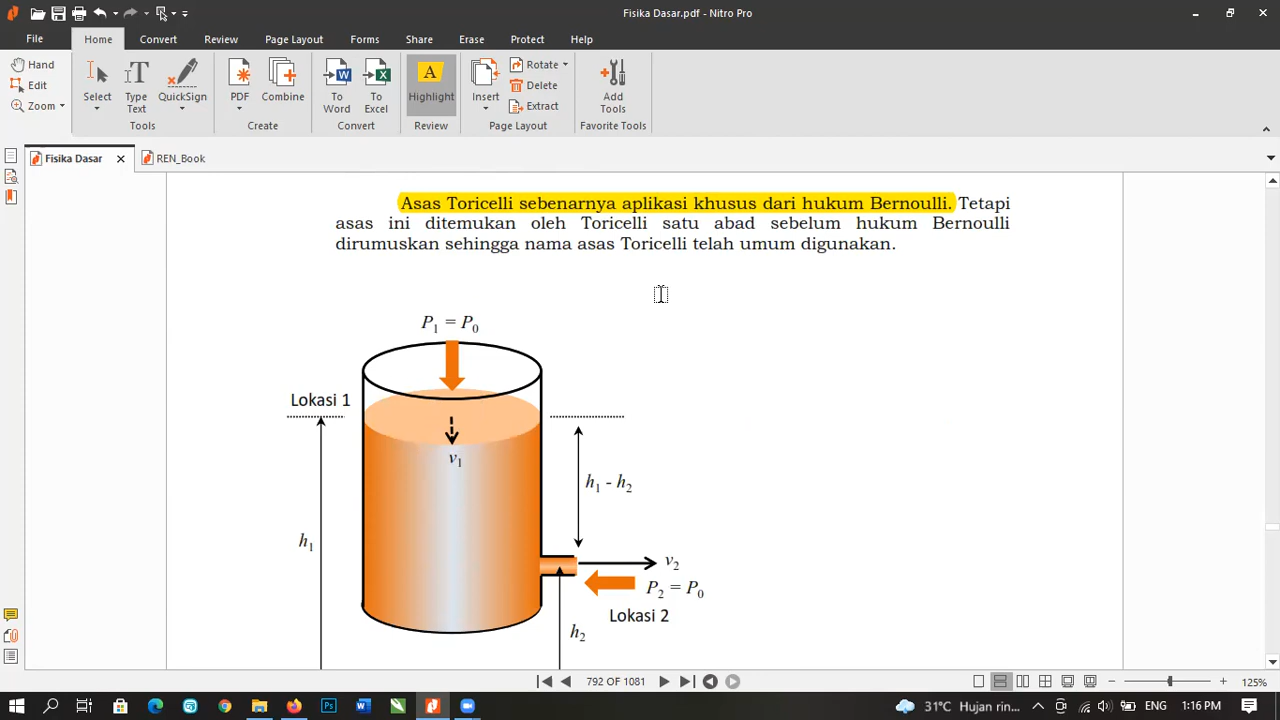 Fisika Dasar.pdf - Nitro Pro
File Home Convert Review Page Layout Forms Share Erase Protect Help
Hand
Edit
Zoom
Select
Type Text
QuickSign
Tools
PDF
Combine
Create
To Word
To Excel
Convert
A
Highlight
Review
Insert
Rotate
Delete
Extract
Page Layout
Add Tools
Favorite Tools
Fisika Dasar
REN_Book
Asas Toricelli sebenarnya aplikasi khusus dari hukum Bernoulli. Tetapi
asas ini ditemukan oleh Toricelli satu abad sebelum hukum Bernoulli
dirumuskan sehingga nama asas Toricelli telah umum digunakan.
P1 = P0
Lokasi 1
v1
h1 - h2
h1
v2
P2 = P0
Lokasi 2
h2
792 OF 1081
125%
31°C Hujan rin...
ENG
1:16 PM